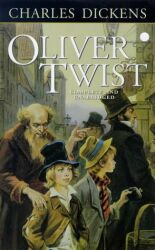 CHARLES DICKENS
OLIVER
TWIST
COMPLETE AND
UNABRIDGED